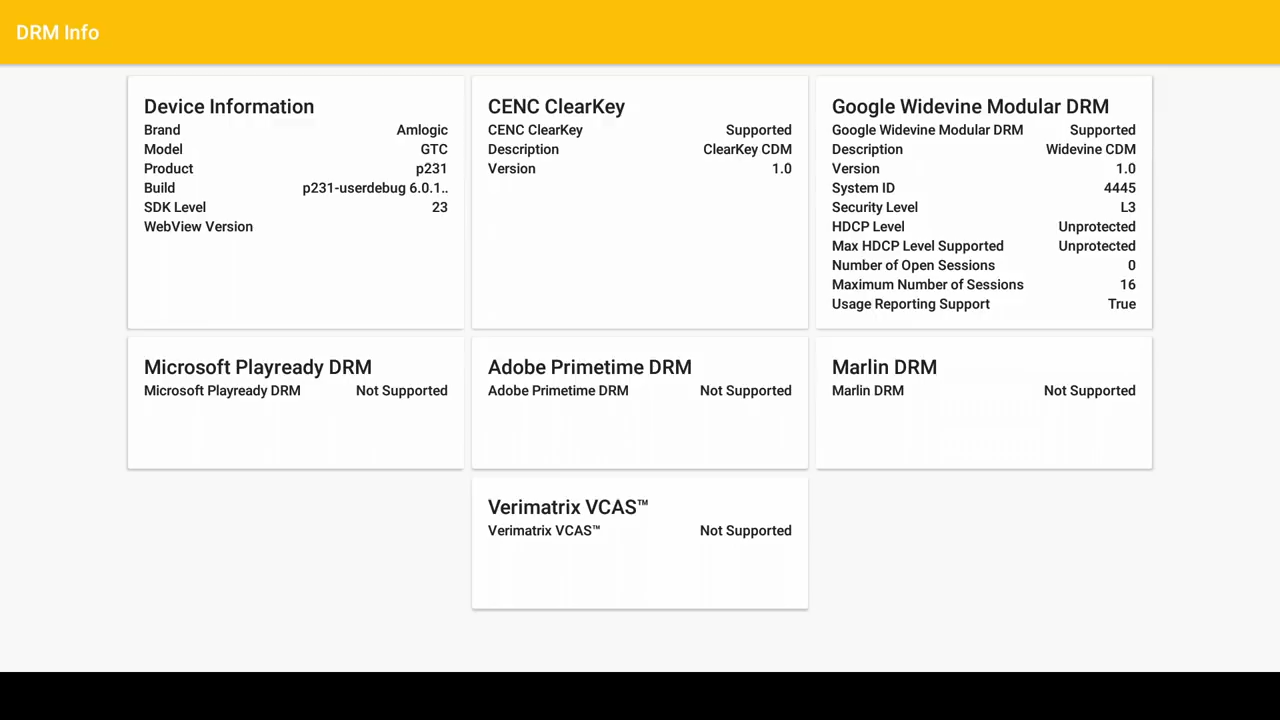 DRM Info
Device Information
Brand Amlogic
Model GTC
Product p231
Build p231-userdebug 6.0.1..
SDK Level 23
WebView Version
CENC ClearKey
CENC ClearKey Supported
Description ClearKey CDM
Version 1.0
Google Widevine Modular DRM
Google Widevine Modular DRM Supported
Description Widevine CDM
Version 1.0
System ID 4445
Security Level L3
HDCP Level Unprotected
Max HDCP Level Supported Unprotected
Number of Open Sessions 0
Maximum Number of Sessions 16
Usage Reporting Support True
Microsoft Playready DRM
Microsoft Playready DRM Not Supported
Adobe Primetime DRM
Adobe Primetime DRM Not Supported
Marlin DRM
Marlin DRM Not Supported
Verimatrix VCAS™
Verimatrix VCAS™ Not Supported